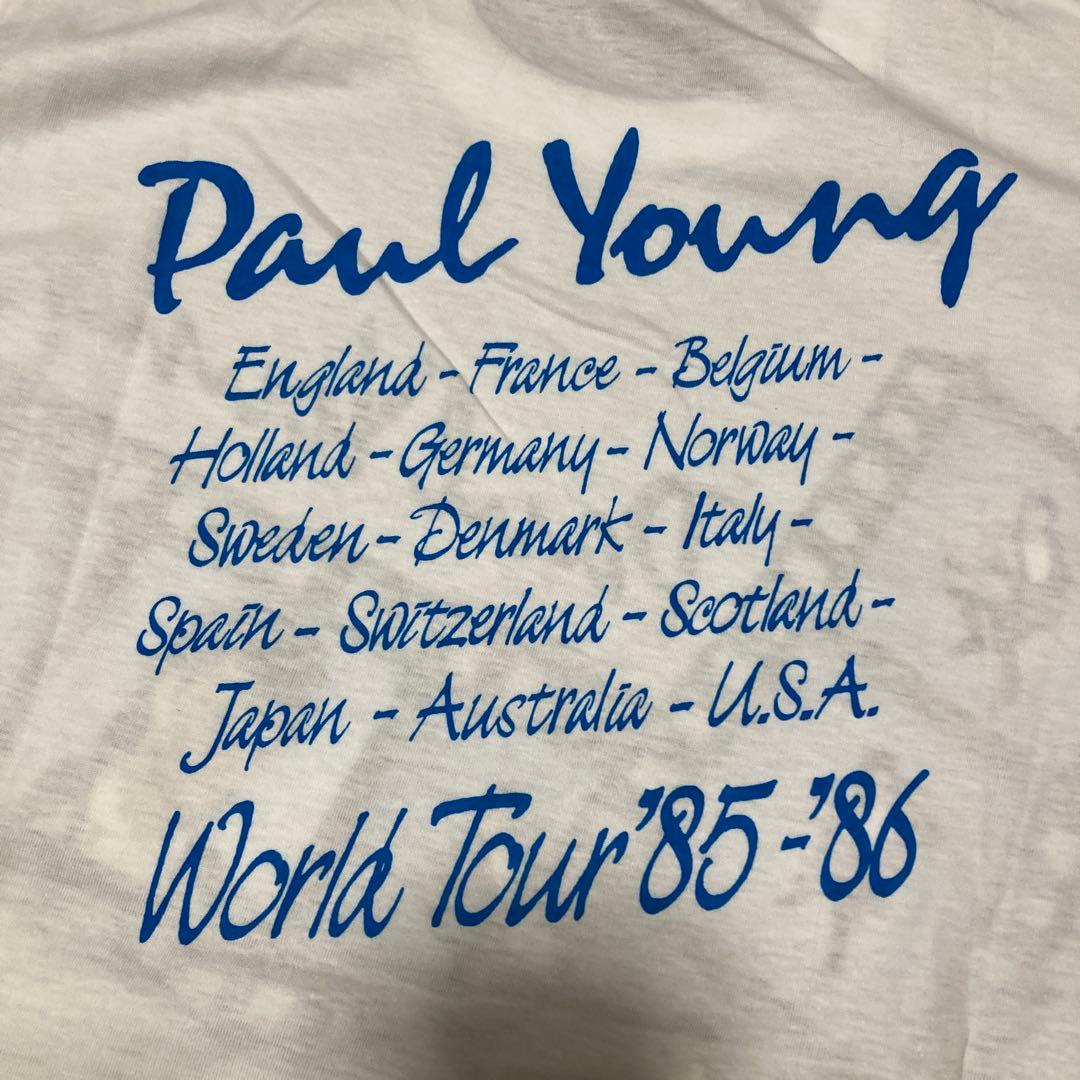 Paul Young
England - France - Belgium -
Holland - Germany - Norway -
Sweden - Denmark - Italy -
Spain - Switzerland - Scotland -
Japan - Australia - U.S.A.
World Tour '85 - '86